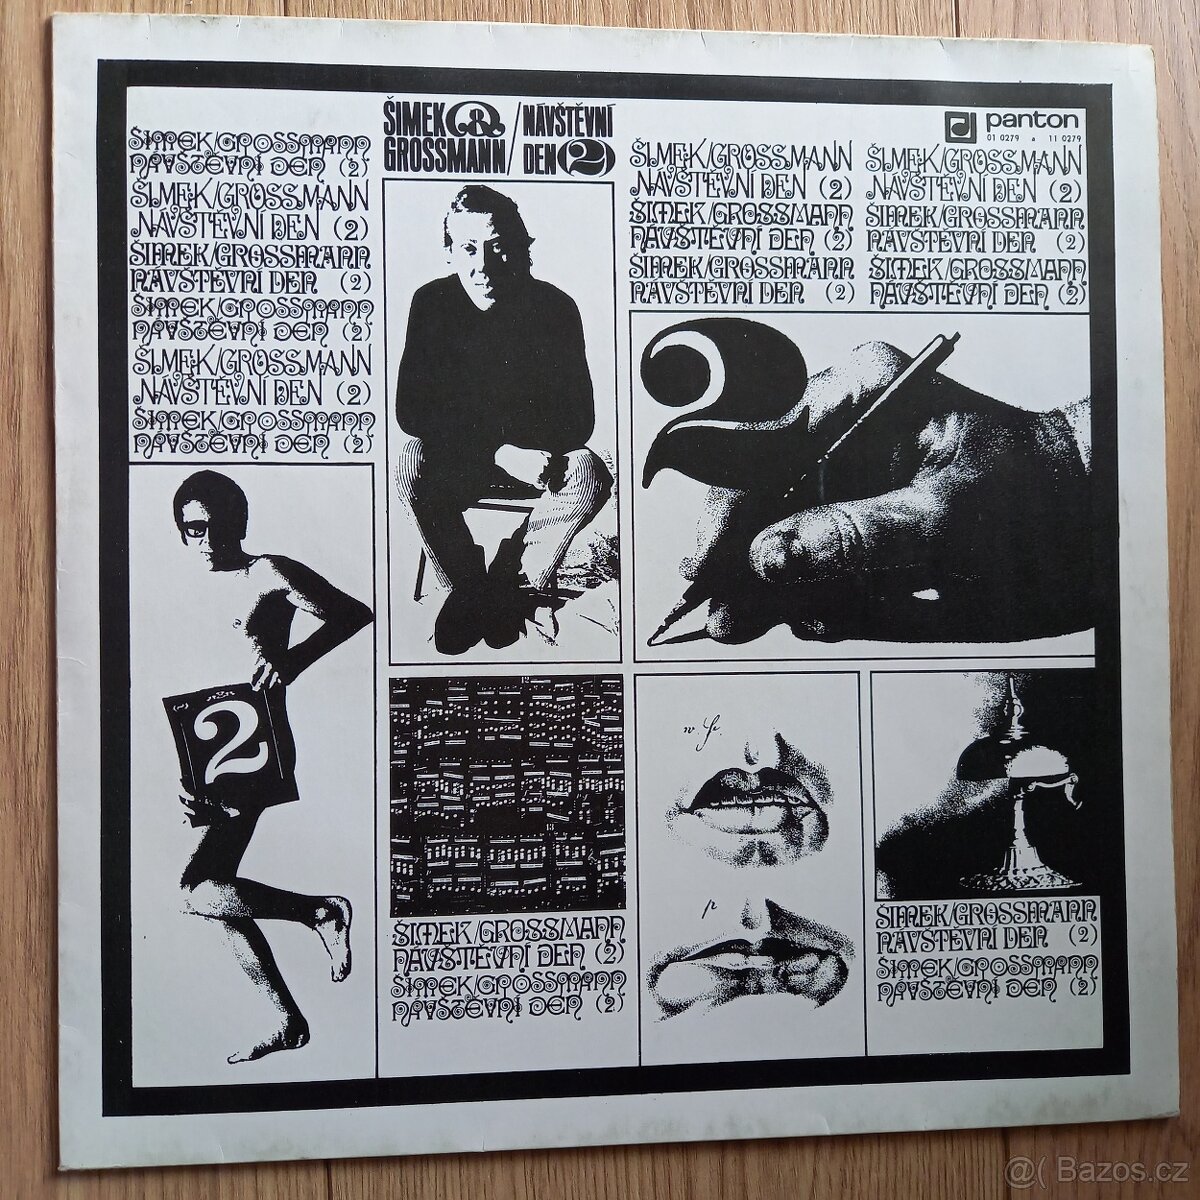 ŠIMEK & GROSSMANN / NÁVŠTĚVNÍ DEN 2
panton
01 0279 a 11 0279
ŠIMEK/GROSSMANN
NÁVŠTĚVNÍ DEN (2)
ŠIMEK/GROSSMANN
NÁVŠTĚVNÍ DEN (2)
ŠIMEK/GROSSMANN
NÁVŠTĚVNÍ DEN (2)
ŠIMEK/GROSSMANN
NÁVŠTĚVNÍ DEN (2)
ŠIMEK/GROSSMANN
NÁVŠTĚVNÍ DEN (2)
ŠIMEK/GROSSMANN
NÁVŠTĚVNÍ DEN (2)
ŠIMEK/GROSSMANN
NÁVŠTĚVNÍ DEN (2)
ŠIMEK/GROSSMANN
NÁVŠTĚVNÍ DEN (2)
ŠIMEK/GROSSMANN
NÁVŠTĚVNÍ DEN (2)
ŠIMEK/GROSSMANN
NÁVŠTĚVNÍ DEN (2)
ŠIMEK/GROSSMANN
NÁVŠTĚVNÍ DEN (2)
ŠIMEK/GROSSMANN
NÁVŠTĚVNÍ DEN (2)
2
2
12
13
p
ŠIMEK/GROSSMANN
NÁVŠTĚVNÍ DEN (2)
ŠIMEK/GROSSMANN
NÁVŠTĚVNÍ DEN (2)
ŠIMEK/GROSSMANN
NÁVŠTĚVNÍ DEN (2)
ŠIMEK/GROSSMANN
NÁVŠTĚVNÍ DEN (2)
@( Bazos.cz